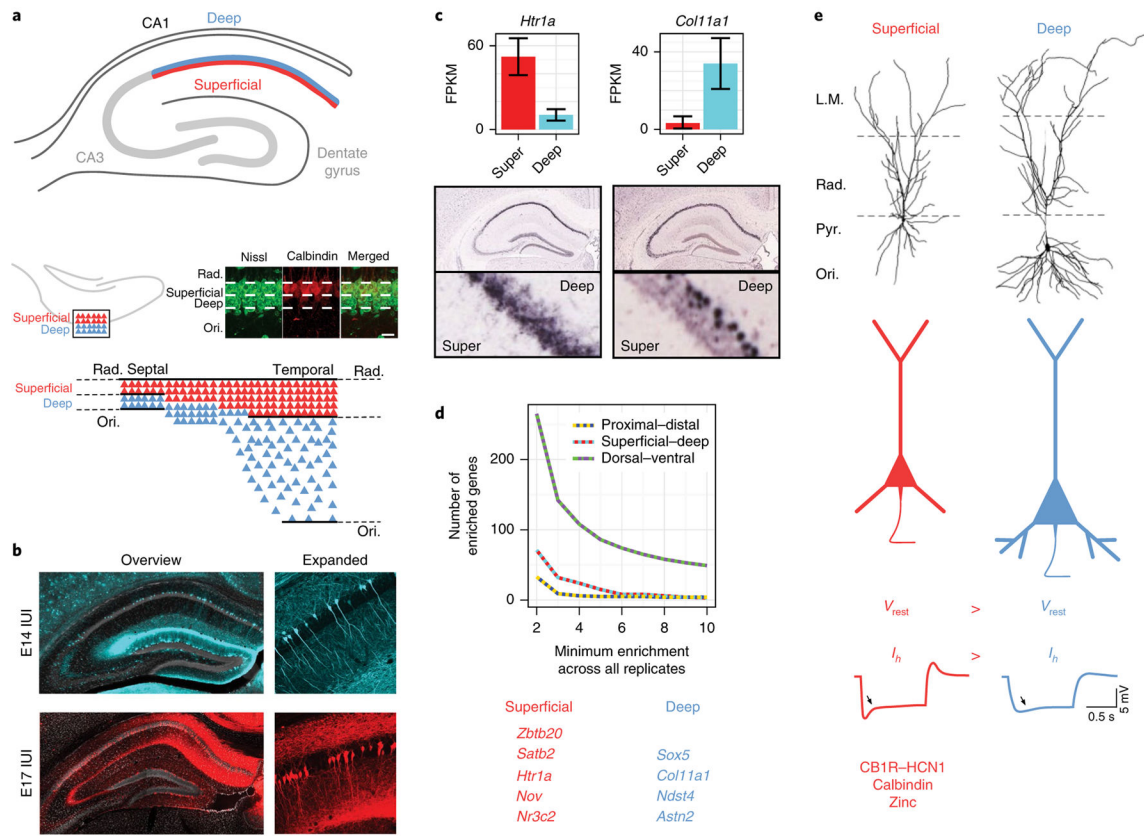 a
CA1
Deep
Superficial
CA3
Dentate
gyrus
Nissl Calbindin Merged
Rad.
Superficial
Deep
Ori.
Superficial
Deep
Rad. Septal Temporal Rad.
Superficial
Deep
Ori.
Ori.
b
Overview Expanded
E14 IUI
E17 IUI
c
Htr1a
60
FPKM
0
Super
Deep
Col11a1
40
FPKM
0
Super
Deep
Deep
Super
Deep
Super
d
Proximal–distal
Superficial–deep
Dorsal–ventral
Number of
enriched genes
200
100
0
2 4 6 8 10
Minimum enrichment
across all replicates
Superficial Deep
Zbtb20
Satb2 Sox5
Htr1a Col11a1
Nov Ndst4
Nr3c2 Astn2
e
Superficial Deep
L.M.
Rad.
Pyr.
Ori.
Vrest > Vrest
Ih > Ih
5 mV
0.5 s
CB1R–HCN1
Calbindin
Zinc